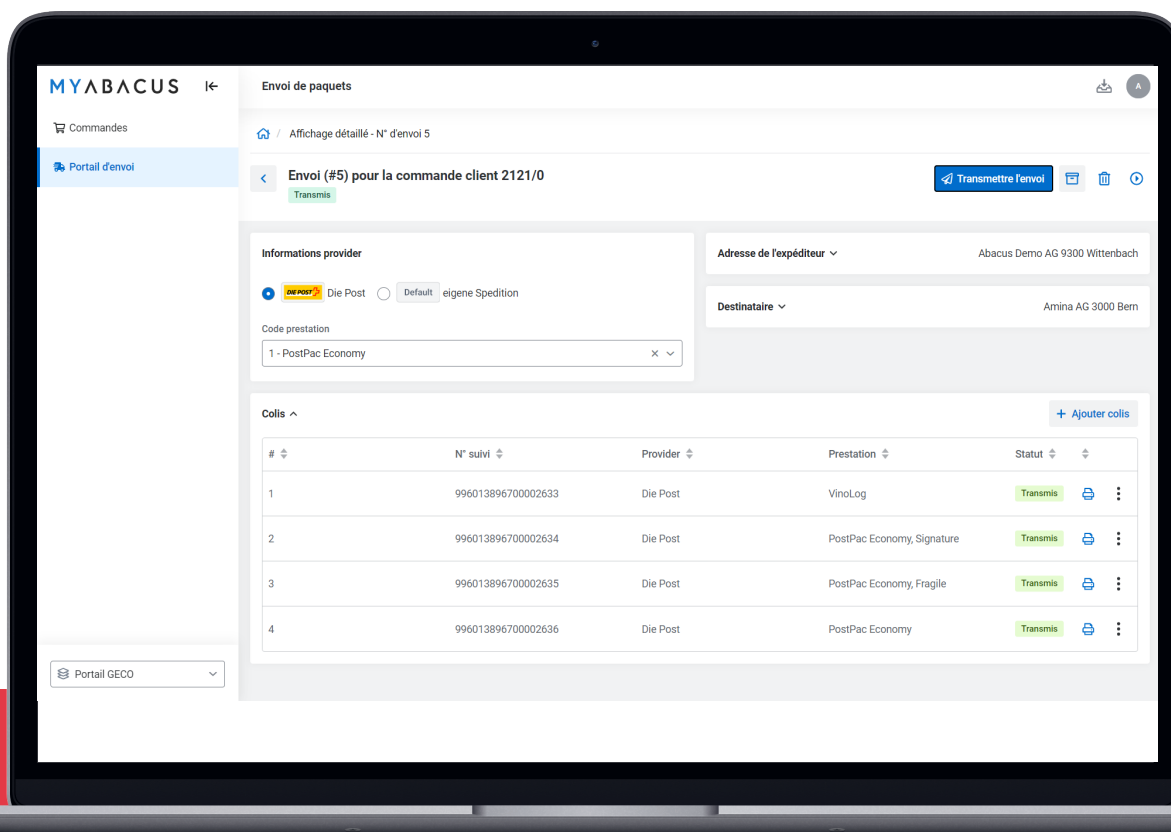 MYABACUS
Envoi de paquets
A
Commandes
Portail d'envoi
/ Affichage détaillé - N° d'envoi 5
Envoi (#5) pour la commande client 2121/0
Transmis
Transmettre l'envoi
Informations provider
DIE POST Die Post Default eigene Spedition
Code prestation
1 - PostPac Economy
Adresse de l'expéditeur Abacus Demo AG 9300 Wittenbach
Destinataire Amina AG 3000 Bern
Colis
+ Ajouter colis
# N° suivi Provider Prestation Statut
1 996013896700002633 Die Post VinoLog Transmis
2 996013896700002634 Die Post PostPac Economy, Signature Transmis
3 996013896700002635 Die Post PostPac Economy, Fragile Transmis
4 996013896700002636 Die Post PostPac Economy Transmis
Portail GECO